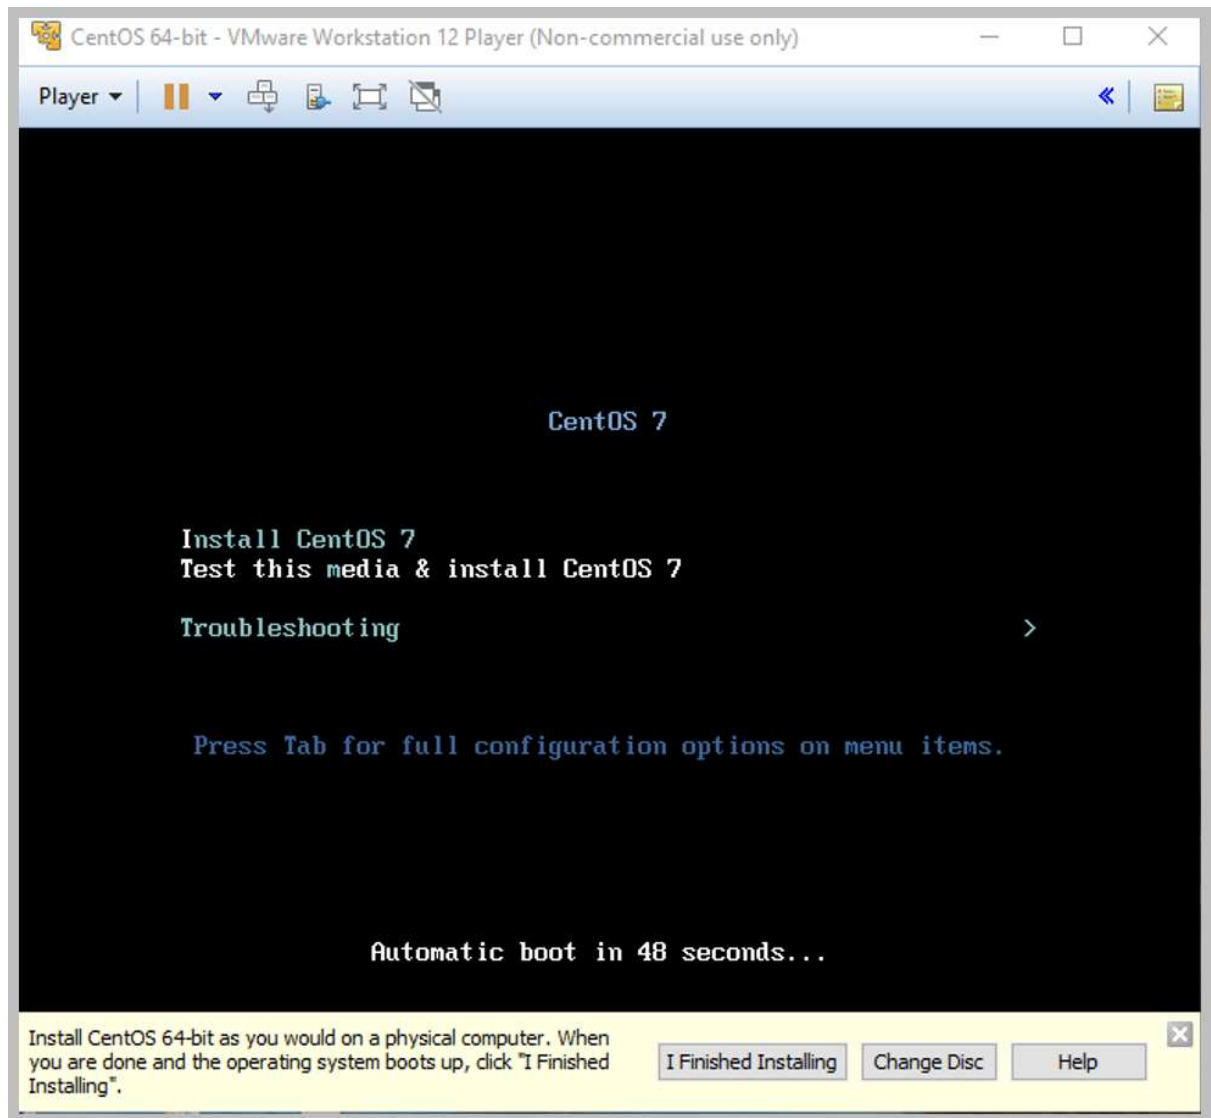 CentOS 64-bit - VMware Workstation 12 Player (Non-commercial use only)
Player
CentOS 7
Install CentOS 7
Test this media & install CentOS 7
Troubleshooting >
Press Tab for full configuration options on menu items.
Automatic boot in 48 seconds...
Install CentOS 64-bit as you would on a physical computer. When
you are done and the operating system boots up, click "I Finished
Installing".
I Finished Installing Change Disc Help